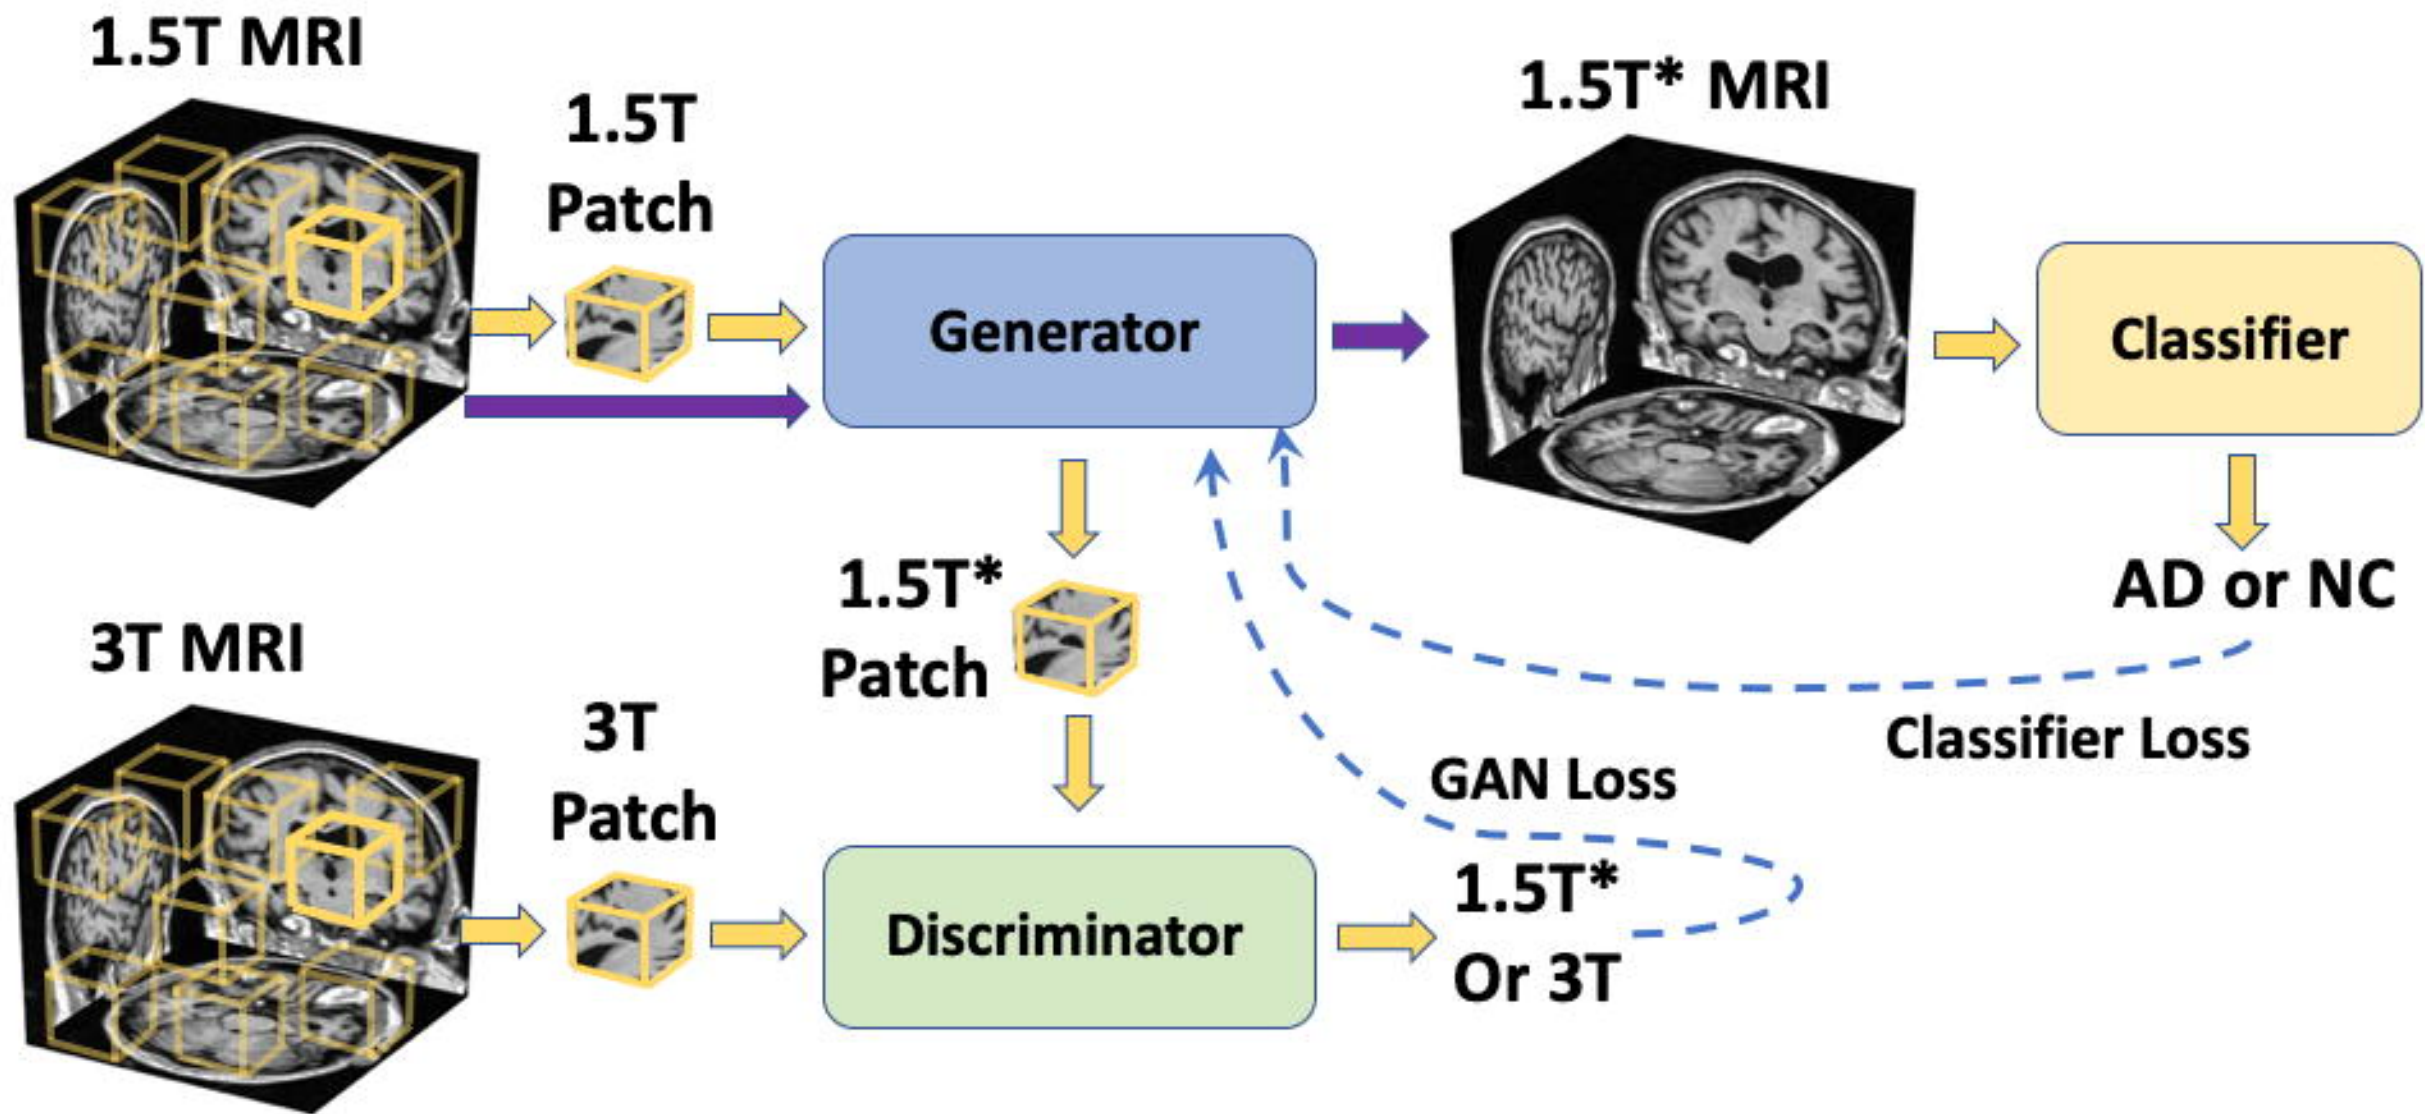 1.5T MRI
1.5T
Patch
Generator
1.5T* MRI
Classifier
AD or NC
Classifier Loss
1.5T*
Patch
3T MRI
3T
Patch
Discriminator
GAN Loss
1.5T*
Or 3T